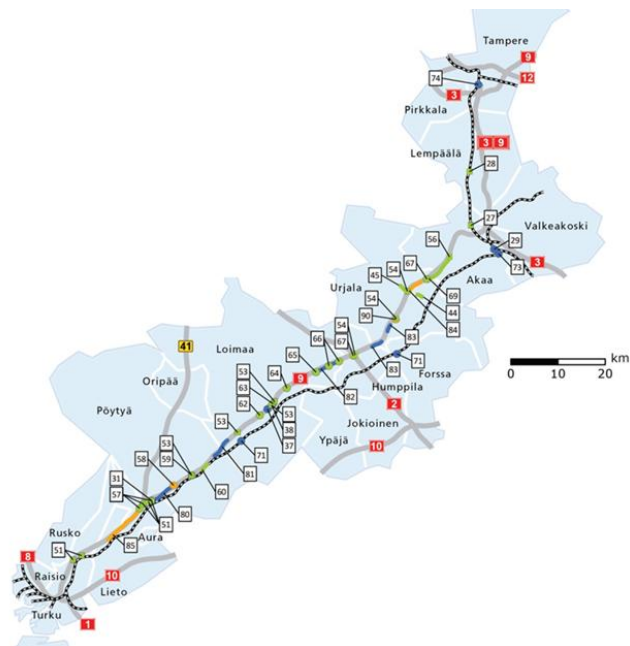 Tampere
9
12
74
3
Pirkkala
3 9
Lempäälä
28
27
Valkeakoski
56
29
67
54
45
73
3
Akaa
Urjala
69
54
44
84
90
km
0 10 20
54
67
66
83
41
Loimaa
65
83
71
Forssa
53
64
9
Oripää
63
82
Humppila
62
53
38
37
2
Pöytyä
53
Jokioinen
53
71
Ypäjä
10
58
59
81
31
60
57
80
51
Rusko
85
Aura
51
8
Raisio
10
Lieto
Turku
1